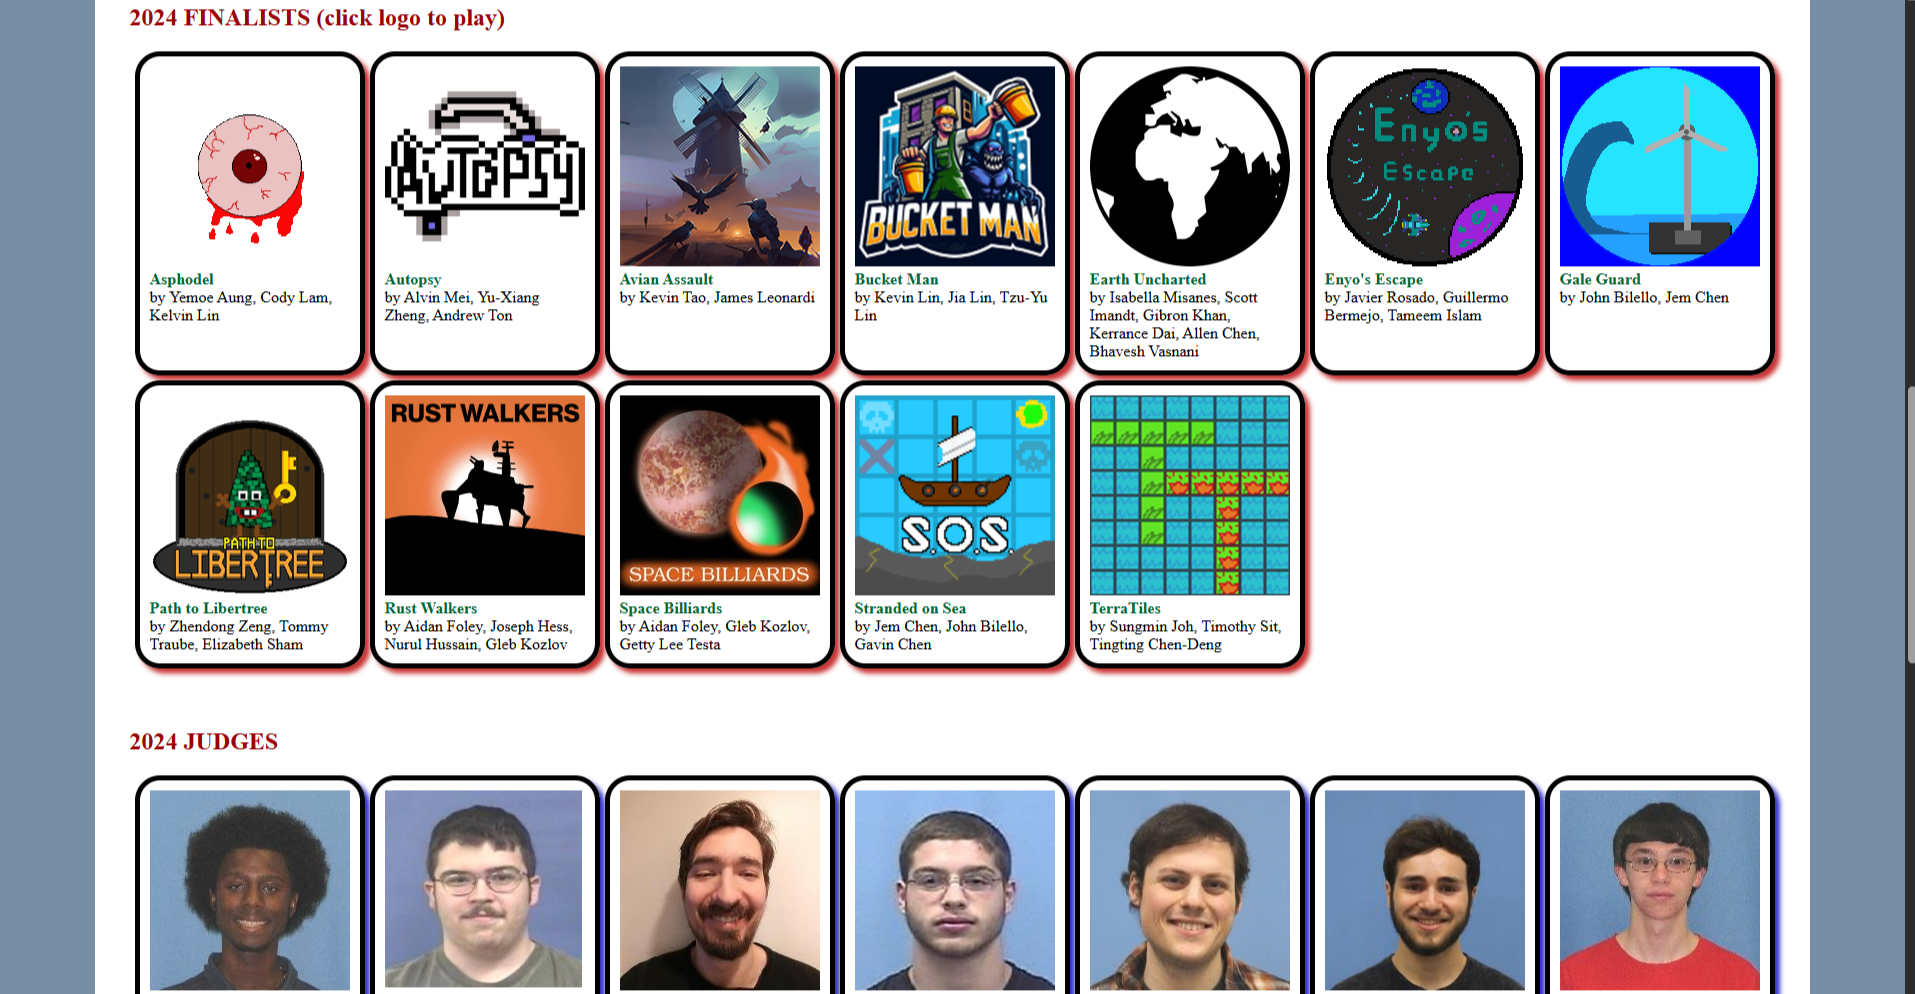 2024 FINALISTS (click logo to play)
AUTOPSY
BUCKET MAN
Enyo's
Escape
Asphodel
by Yemoe Aung, Cody Lam,
Kelvin Lin
Autopsy
by Alvin Mei, Yu-Xiang
Zheng, Andrew Ton
Avian Assault
by Kevin Tao, James Leonardi
Bucket Man
by Kevin Lin, Jia Lin, Tzu-Yu
Lin
Earth Uncharted
by Isabella Misanes, Scott
Imandt, Gibron Khan,
Kerrance Dai, Allen Chen,
Bhavesh Vasnani
Enyo's Escape
by Javier Rosado, Guillermo
Bermejo, Tameem Islam
Gale Guard
by John Bilello, Jem Chen
PATH TO
LIBERTREE
RUST WALKERS
SPACE BILLIARDS
S.O.S.
Path to Libertree
by Zhendong Zeng, Tommy
Traube, Elizabeth Sham
Rust Walkers
by Aidan Foley, Joseph Hess,
Nurul Hussain, Gleb Kozlov
Space Billiards
by Aidan Foley, Gleb Kozlov,
Getty Lee Testa
Stranded on Sea
by Jem Chen, John Bilello,
Gavin Chen
TerraTiles
by Sungmin Joh, Timothy Sit,
Tingting Chen-Deng
2024 JUDGES